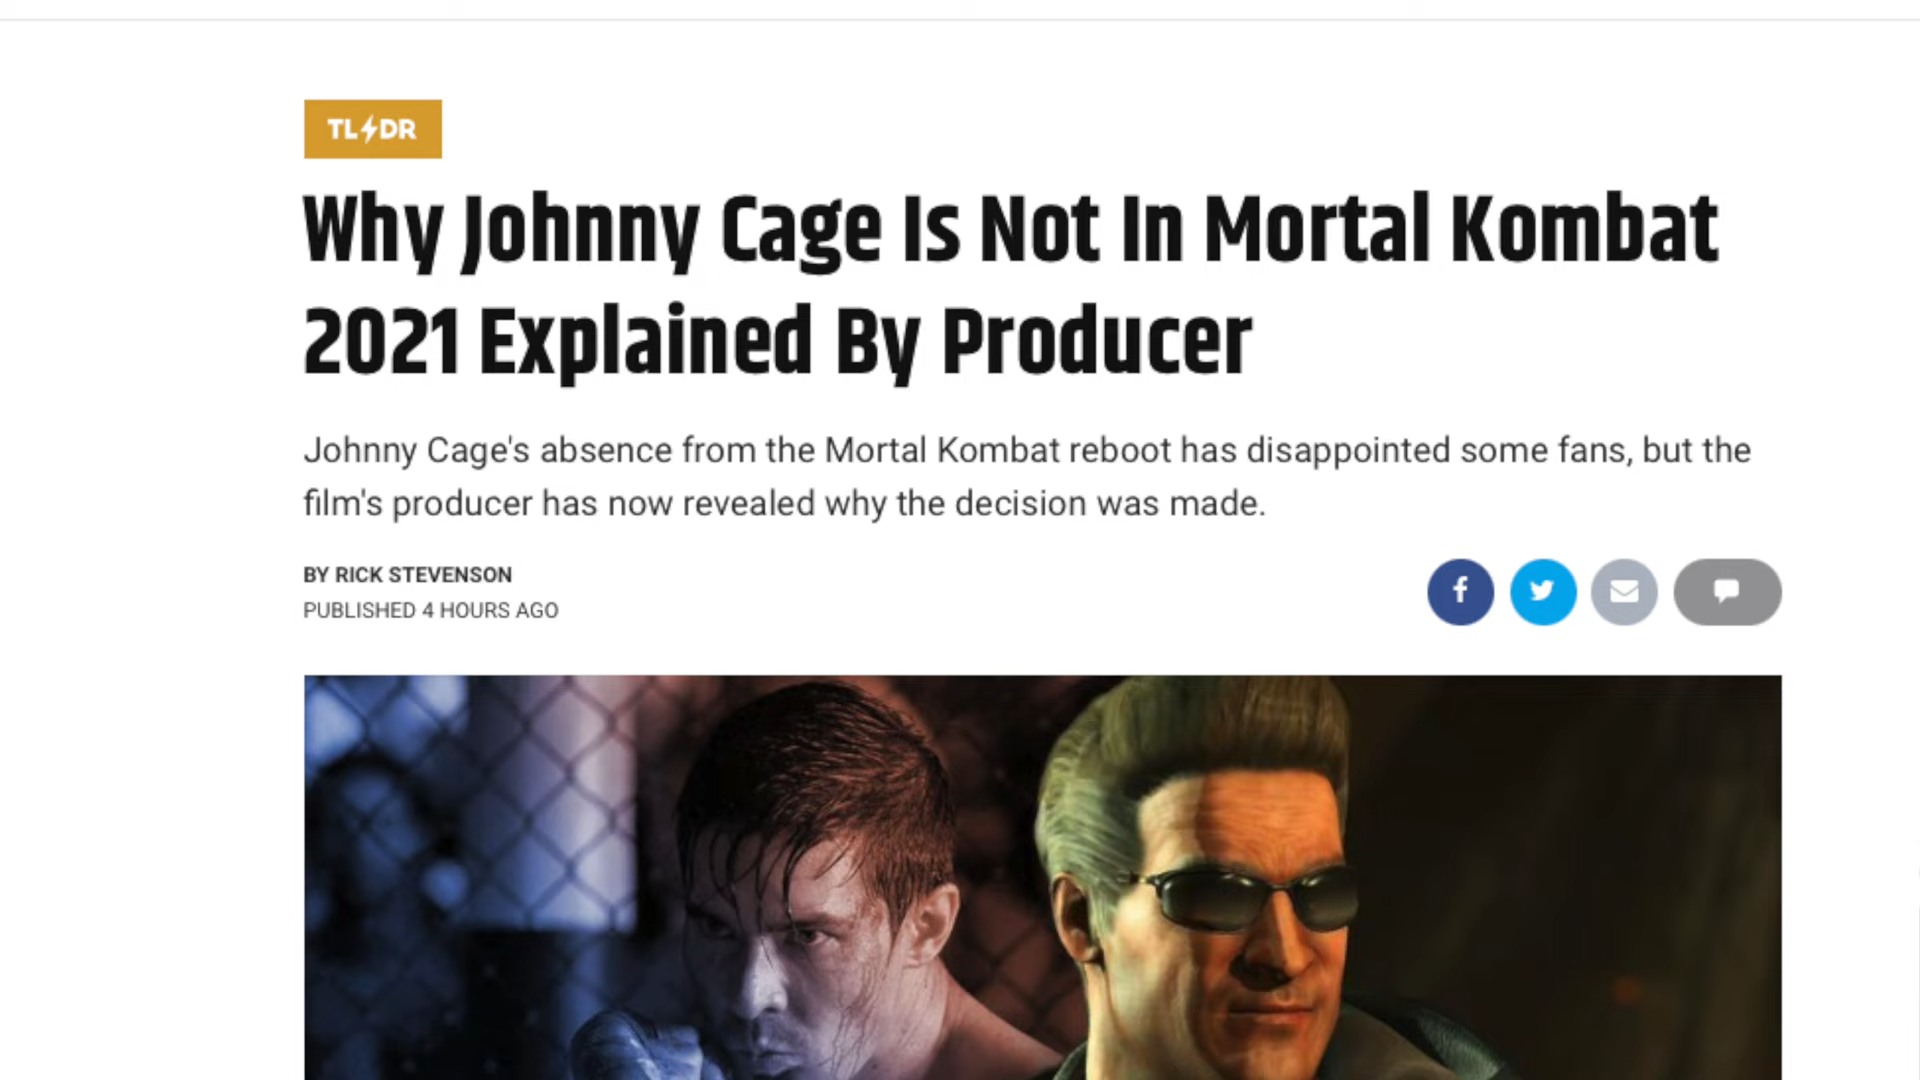 TL DR
Why Johnny Cage Is Not In Mortal Kombat
2021 Explained By Producer
Johnny Cage's absence from the Mortal Kombat reboot has disappointed some fans, but the
film's producer has now revealed why the decision was made.
BY RICK STEVENSON
PUBLISHED 4 HOURS AGO